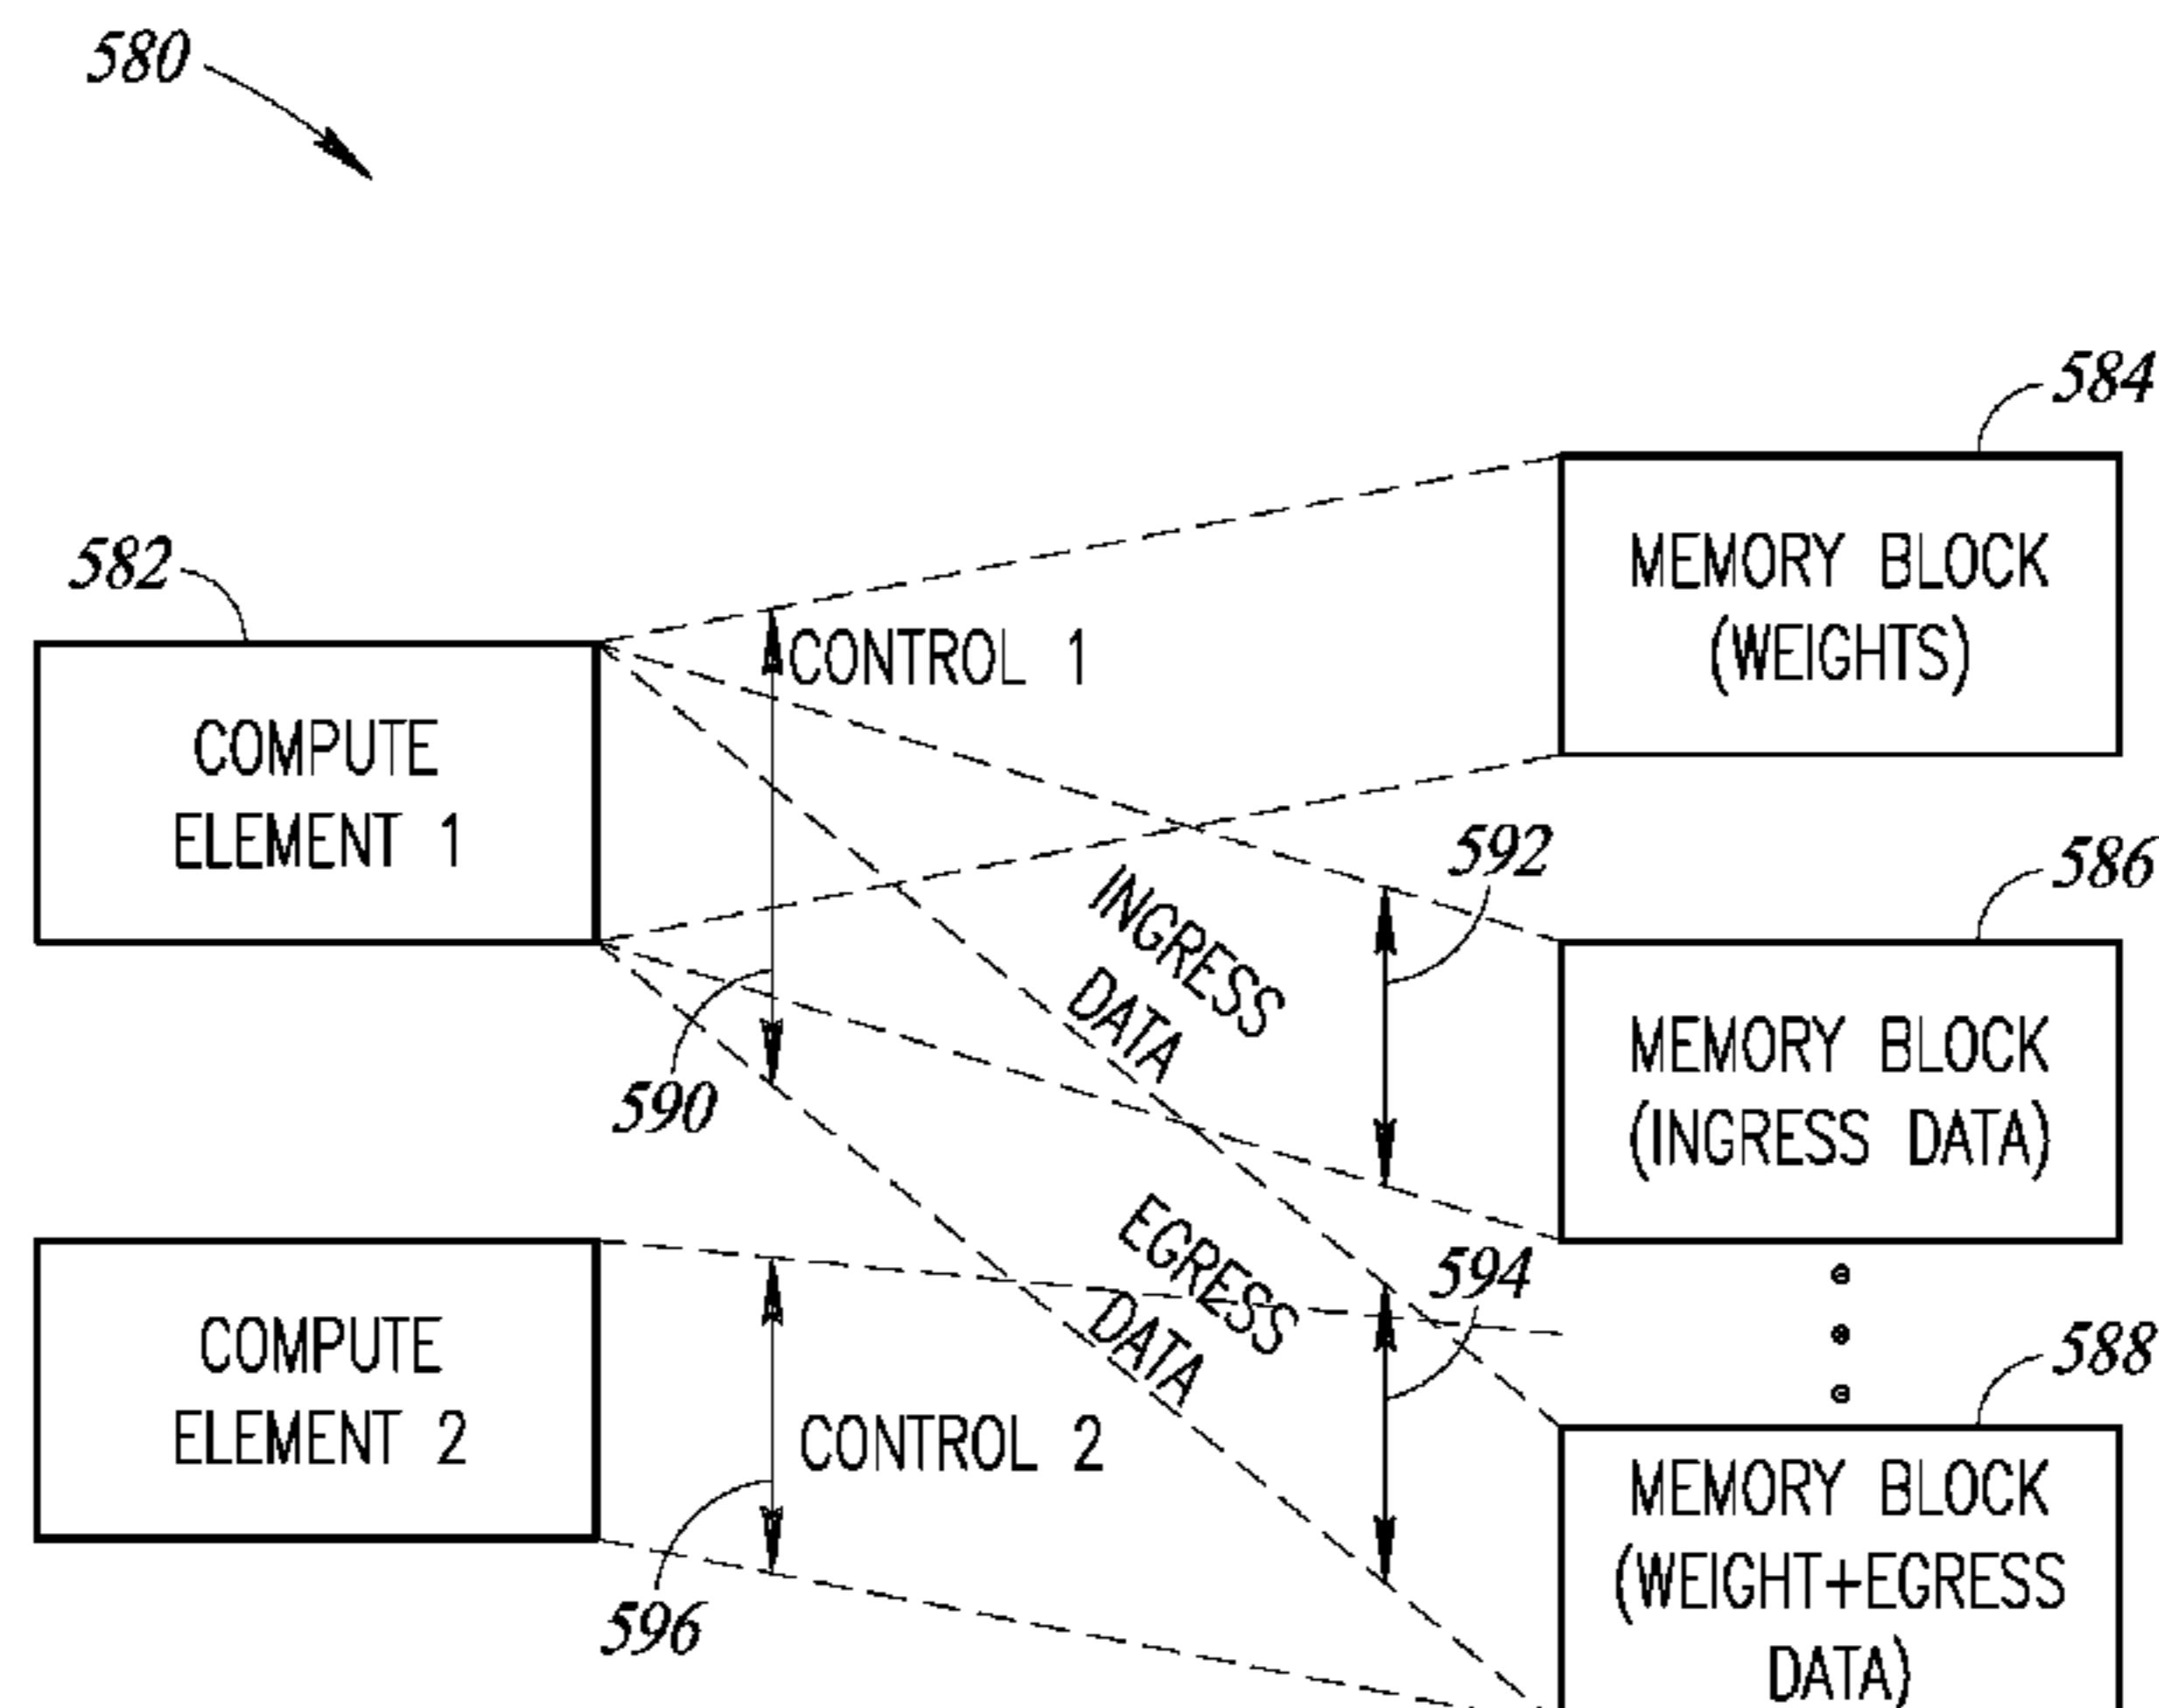 580
584
582
MEMORY BLOCK
(WEIGHTS)
CONTROL 1
COMPUTE
ELEMENT 1
592
586
INGRESS
DATA
MEMORY BLOCK
(INGRESS DATA)
590
EGRESS
DATA
594
588
COMPUTE
ELEMENT 2
CONTROL 2
MEMORY BLOCK
(WEIGHT+EGRESS
DATA)
596